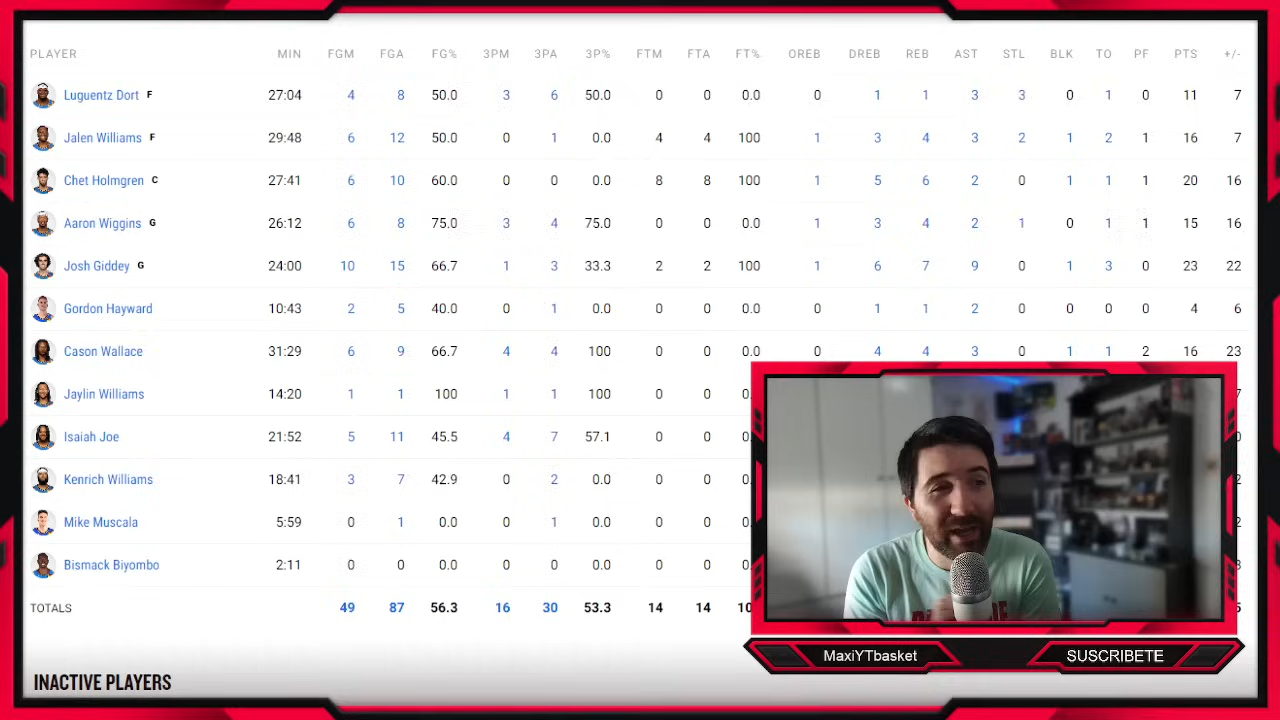 PLAYER MIN FGM FGA FG% 3PM 3PA 3P% FTM FTA FT% OREB DREB REB AST STL BLK TO PF PTS +/-
Luguentz Dort F 27:04 4 8 50.0 3 6 50.0 0 0 0.0 0 1 1 3 3 0 1 0 11 7
Jalen Williams F 29:48 6 12 50.0 0 1 0.0 4 4 100 1 3 4 3 2 1 2 1 16 7
Chet Holmgren C 27:41 6 10 60.0 0 0 0.0 8 8 100 1 5 6 2 0 1 1 1 20 16
Aaron Wiggins G 26:12 6 8 75.0 3 4 75.0 0 0 0.0 1 3 4 2 1 0 1 1 15 16
Josh Giddey G 24:00 10 15 66.7 1 3 33.3 2 2 100 1 6 7 9 0 1 3 0 23 22
Gordon Hayward 10:43 2 5 40.0 0 1 0.0 0 0 0.0 0 1 1 2 0 0 0 0 4 6
Cason Wallace 31:29 6 9 66.7 4 4 100 0 0 0.0 0 4 4 3 0 1 1 2 16 23
Jaylin Williams 14:20 1 1 100 1 1 100 0 0
Isaiah Joe 21:52 5 11 45.5 4 7 57.1 0 0
Kenrich Williams 18:41 3 7 42.9 0 2 0.0 0 0
Mike Muscala 5:59 0 1 0.0 0 1 0.0 0 0
Bismack Biyombo 2:11 0 0 0.0 0 0 0.0 0 0
TOTALS 49 87 56.3 16 30 53.3 14 14
MaxiYTbasket SUSCRIBETE
INACTIVE PLAYERS